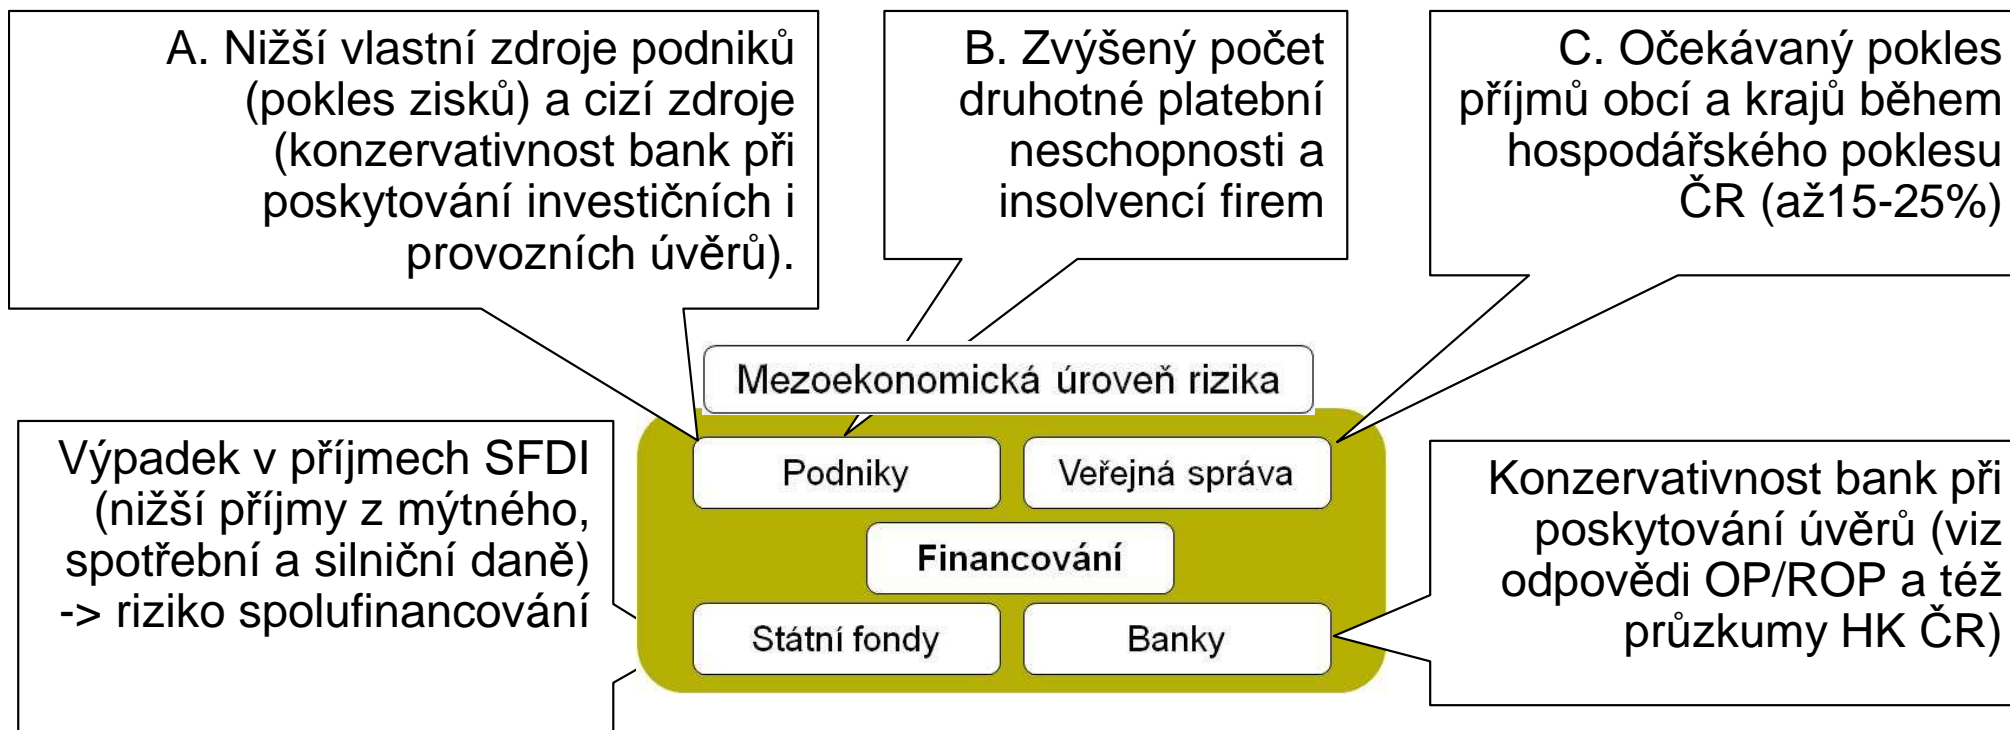 A. Nižší vlastní zdroje podniků
(pokles zisků) a cizí zdroje
(konzervativnost bank při
poskytování investičních i
provozních úvěrů).
B. Zvýšený počet
druhotné platební
neschopnosti a
insolvencí firem
C. Očekávaný pokles
příjmů obcí a krajů během
hospodářského poklesu
ČR (až15-25%)
Mezoekonomická úroveň rizika
Výpadek v příjmech SFDI
(nižší příjmy z mýtného,
spotřební a silniční daně)
-> riziko spolufinancování
Podniky
Veřejná správa
Financování
Státní fondy
Banky
Konzervativnost bank při
poskytování úvěrů (viz
odpovědi OP/ROP a též
průzkumy HK ČR)